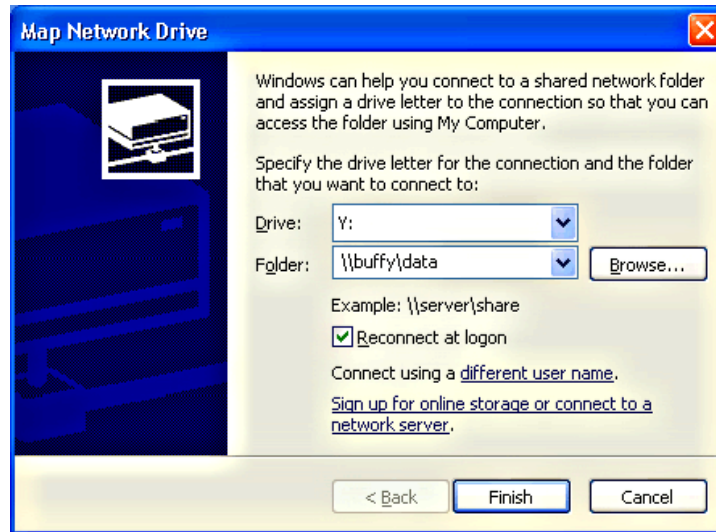 Map Network Drive
Windows can help you connect to a shared network folder
and assign a drive letter to the connection so that you can
access the folder using My Computer.
Specify the drive letter for the connection and the folder
that you want to connect to:
Drive: Y:
Folder: \\buffy\data Browse...
Example: \\server\share
Reconnect at logon
Connect using a different user name.
Sign up for online storage or connect to a
network server.
< Back Finish Cancel